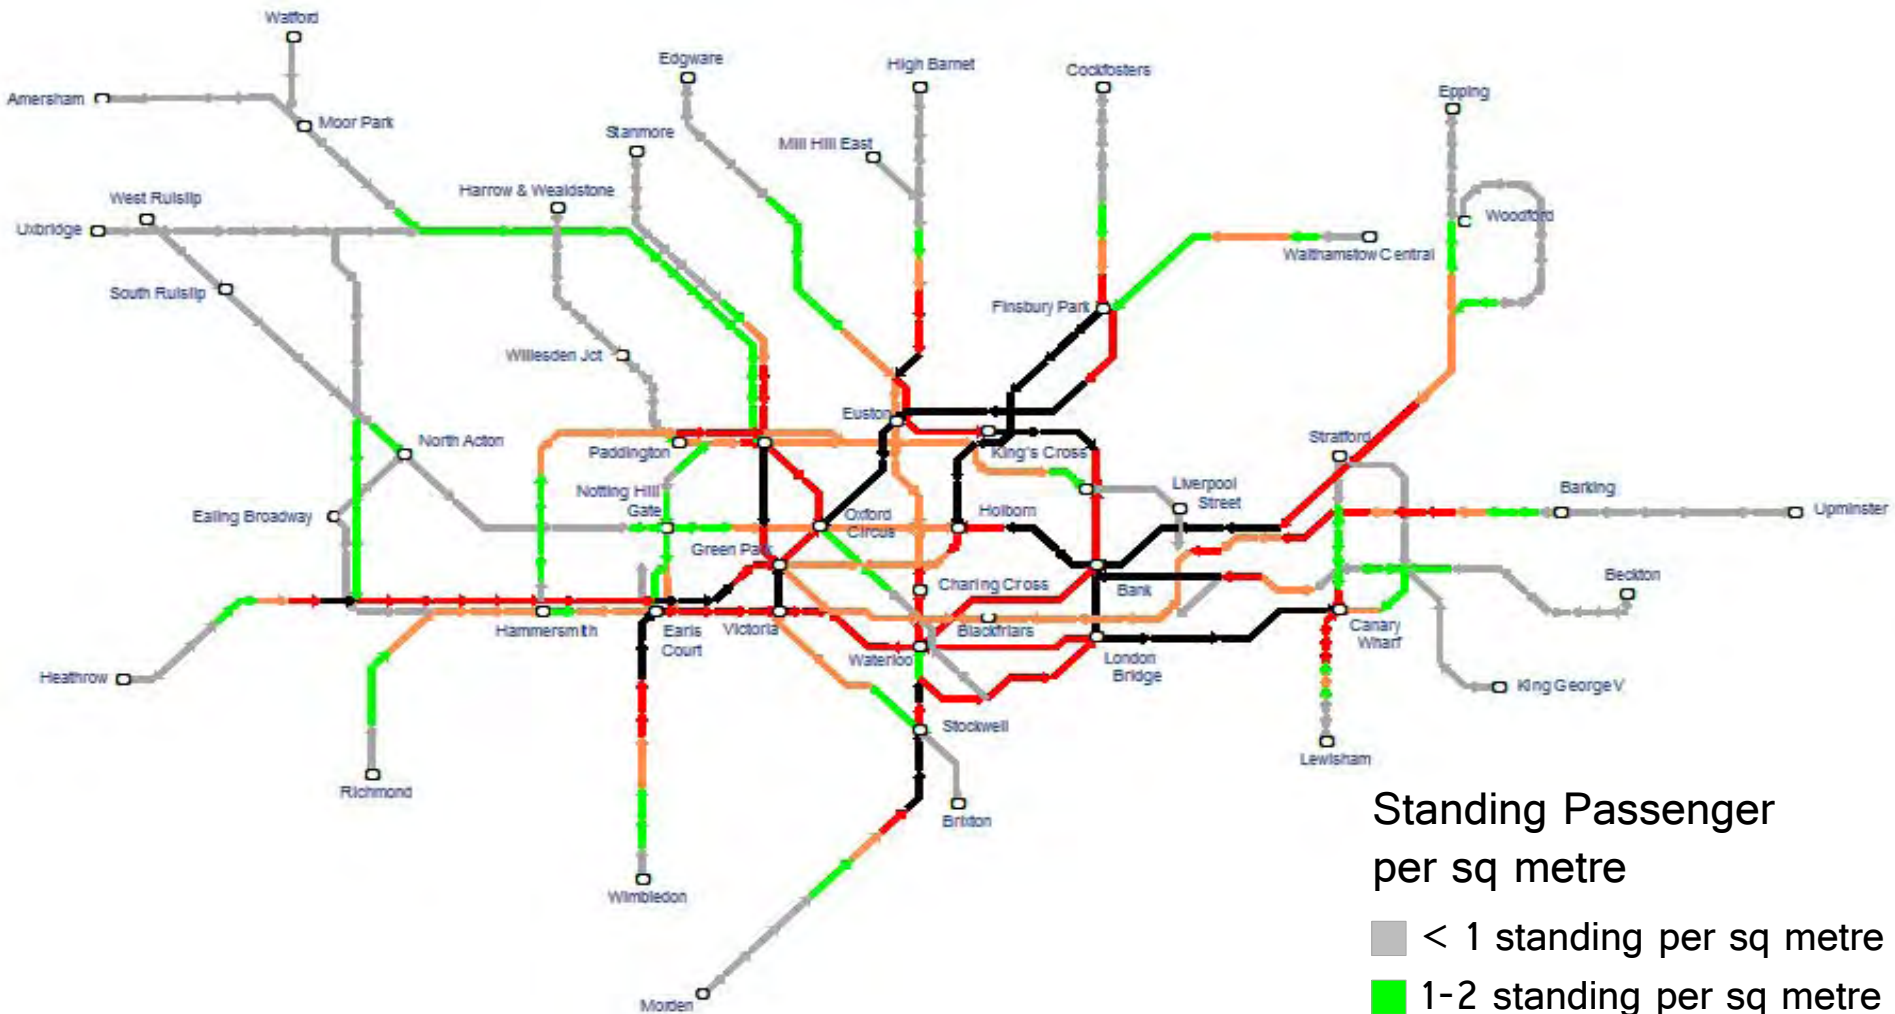 Watford
Edgware
High Barnet
Cockfosters
Amersham
Epping
Moor Park
Stanmore
Mill Hill East
West Ruislip
Harrow & Wealdstone
Woodford
Uxbridge
Walthamstow Central
South Ruislip
Finsbury Park
Willesden Jct
Euston
North Acton
Stratford
Paddington
King's Cross
Notting Hill
Gate
Liverpool
Street
Barking
Ealing Broadway
Oxford
Circus
Holborn
Upminster
Green Park
Charing Cross
Bank
Beckton
Hammersmith
Earls
Court
Victoria
Blackfriars
Canary
Wharf
Waterloo
London
Bridge
Heathrow
King George V
Stockwell
Lewisham
Richmond
Brixton
Wimbledon
Morden
Standing Passenger
per sq metre
< 1 standing per sq metre
1-2 standing per sq metre